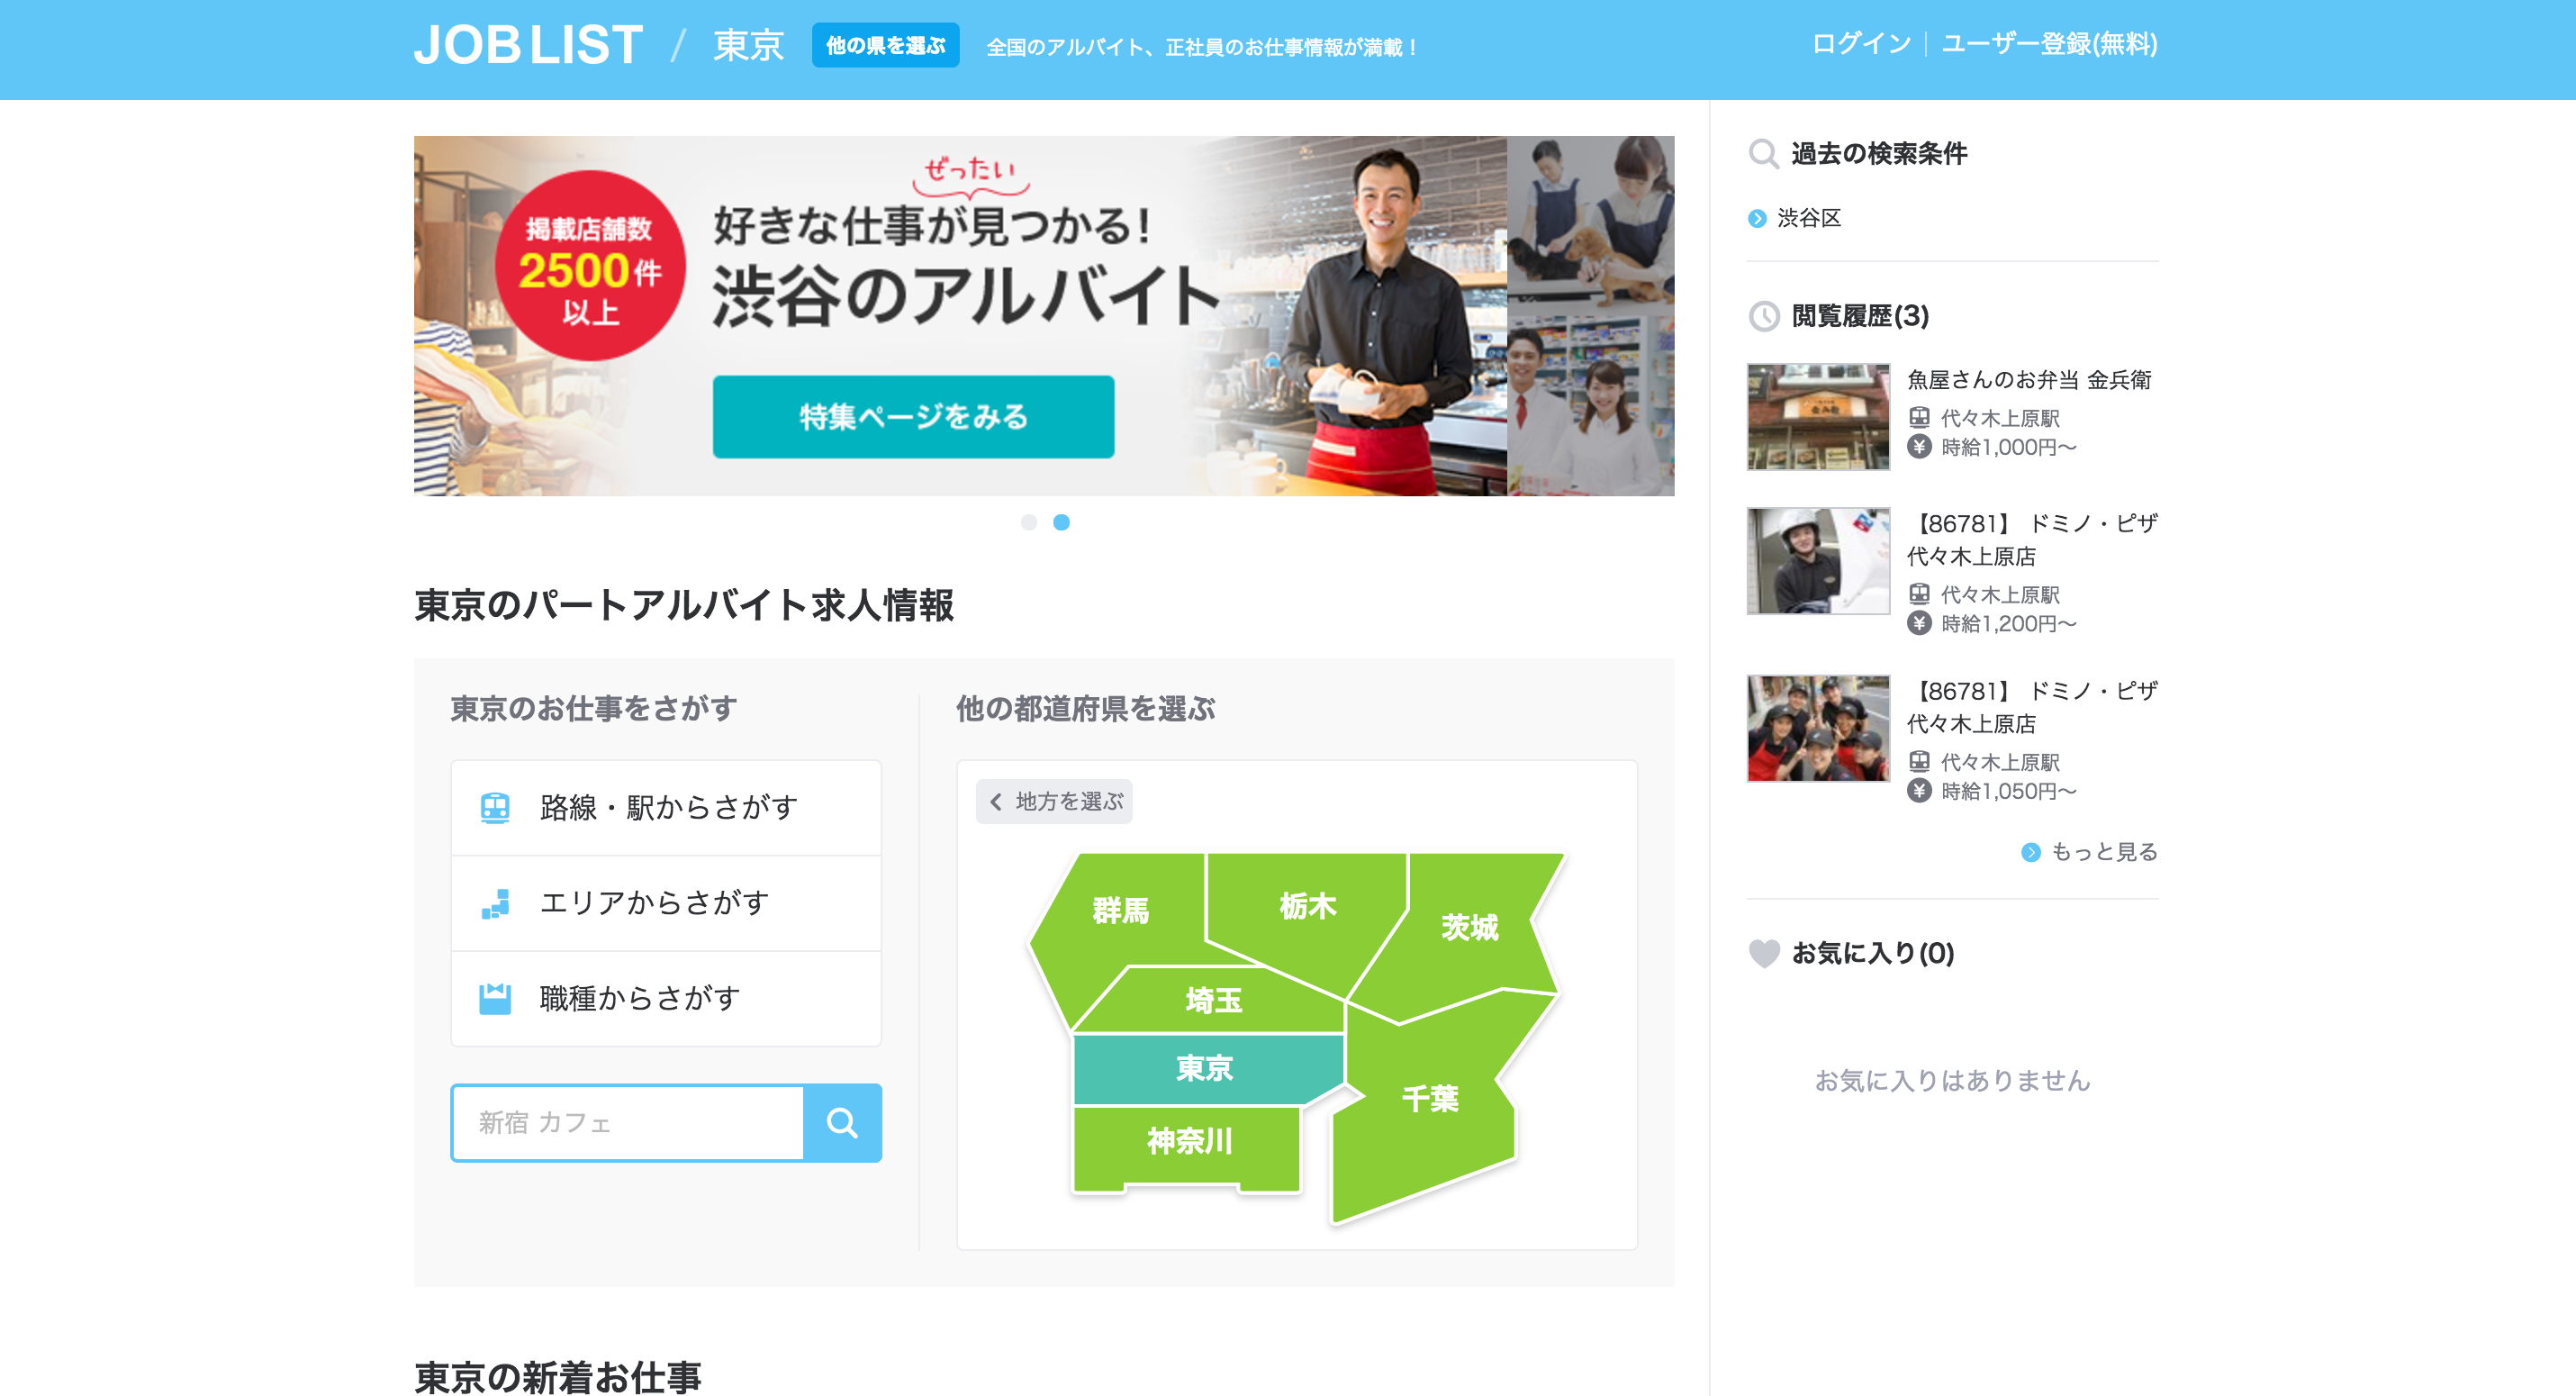 JOB LIST / 東京 他の県を選ぶ 全国のアルバイト、正社員のお仕事情報が満載！
ログイン | ユーザー登録(無料)
掲載店舗数
2500件
以上
ぜったい
好きな仕事が見つかる！
渋谷のアルバイト
特集ページをみる
東京のパートアルバイト求人情報
東京のお仕事をさがす
路線・駅からさがす
エリアからさがす
職種からさがす
新宿 カフェ
他の都道府県を選ぶ
地方を選ぶ
群馬
栃木
茨城
埼玉
東京
千葉
神奈川
東京の新着お仕事
過去の検索条件
渋谷区
閲覧履歴(3)
魚屋さんのお弁当 金兵衛
代々木上原駅
¥ 時給1,000円〜
【86781】 ドミノ・ピザ
代々木上原店
代々木上原駅
¥ 時給1,200円〜
【86781】 ドミノ・ピザ
代々木上原店
代々木上原駅
¥ 時給1,050円〜
もっと見る
お気に入り(0)
お気に入りはありません